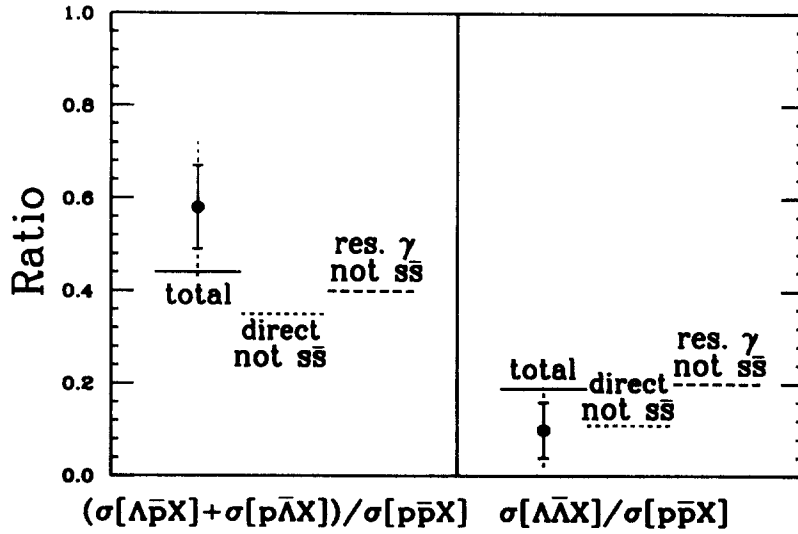 1.0
0.8
0.6
0.4
0.2
0.0
Ratio
total
direct
not ss̅
res. γ
not ss̅
total
direct
not ss̅
res. γ
not ss̅
(σ[Λp̅X]+σ[pΛ̅X])/σ[pp̅X]
σ[ΛΛ̅X]/σ[pp̅X]